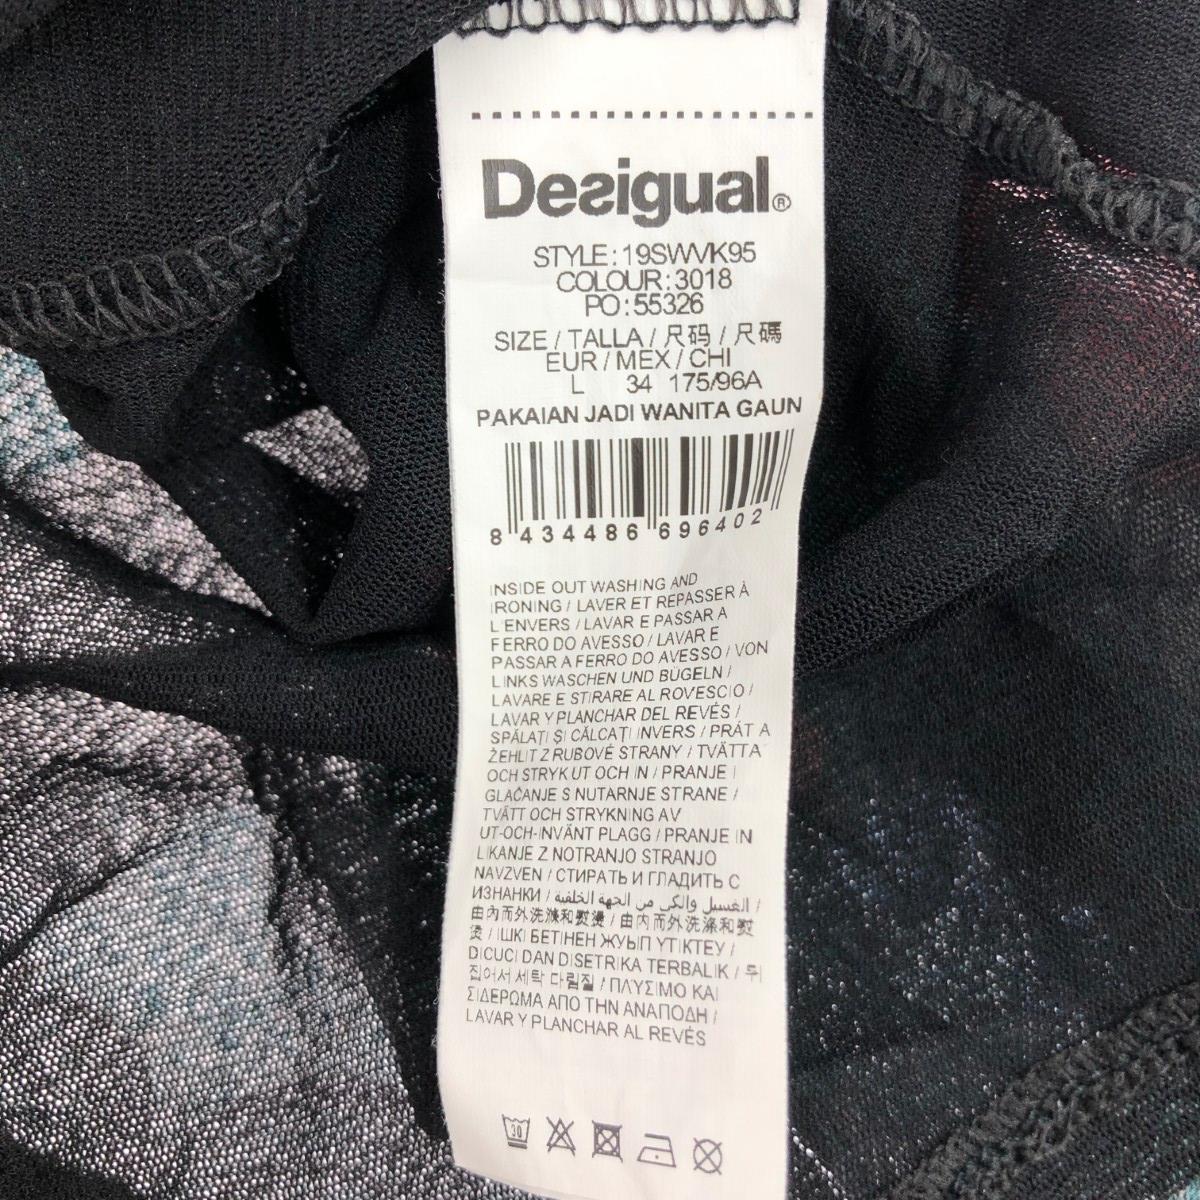 Desigual®
STYLE: 19SWVK95
COLOUR: 3018
PO: 55326
SIZE / TALLA / 尺码 / 尺碼
EUR / MEX / CHI
L 34 175/96A
PAKAIAN JADI WANITA GAUN
8 434486 696402
INSIDE OUT WASHING AND
IRONING / LAVER ET REPASSER À
L'ENVERS / LAVAR E PASSAR A
FERRO DO AVESSO / LAVAR E
PASSAR A FERRO DO AVESSO / VON
LINKS WASCHEN UND BÜGELN /
LAVARE E STIRARE AL ROVESCIO /
LAVAR Y PLANCHAR DEL REVÉS /
SPĂLAȚI ȘI CĂLCAȚI INVERS / PRÁT A
ŽEHLIT Z RUBOVÉ STRANY / TVÄTTA
OCH STRYK UT OCH IN / PRANJE I
GLAČANJE S NUTARNJE STRANE /
TVÄTT OCH STRYKNING AV
UT-OCH-INVÄNT PLAGG / PRANJE IN
LIKANJE Z NOTRANJO STRANJO
NAVZVEN / СТИРАТЬ И ГЛАДИТЬ С
ИЗНАНКИ / الغسيل والكي من الجهة الخلفية /
由內而外洗滌和熨燙 / 由内而外洗涤和熨
烫 / ІШКІ БЕТІНЕН ЖУЫП ҮТІКТЕУ /
DICUCI DAN DISETRIKA TERBALIK / 뒤
집어서 세탁 다림질 / ΠΛΥΣΙΜΟ ΚΑΙ
ΣΙΔΕΡΩΜΑ ΑΠΟ ΤΗΝ ΑΝΑΠΟΔΗ /
LAVAR Y PLANCHAR AL REVÉS
30